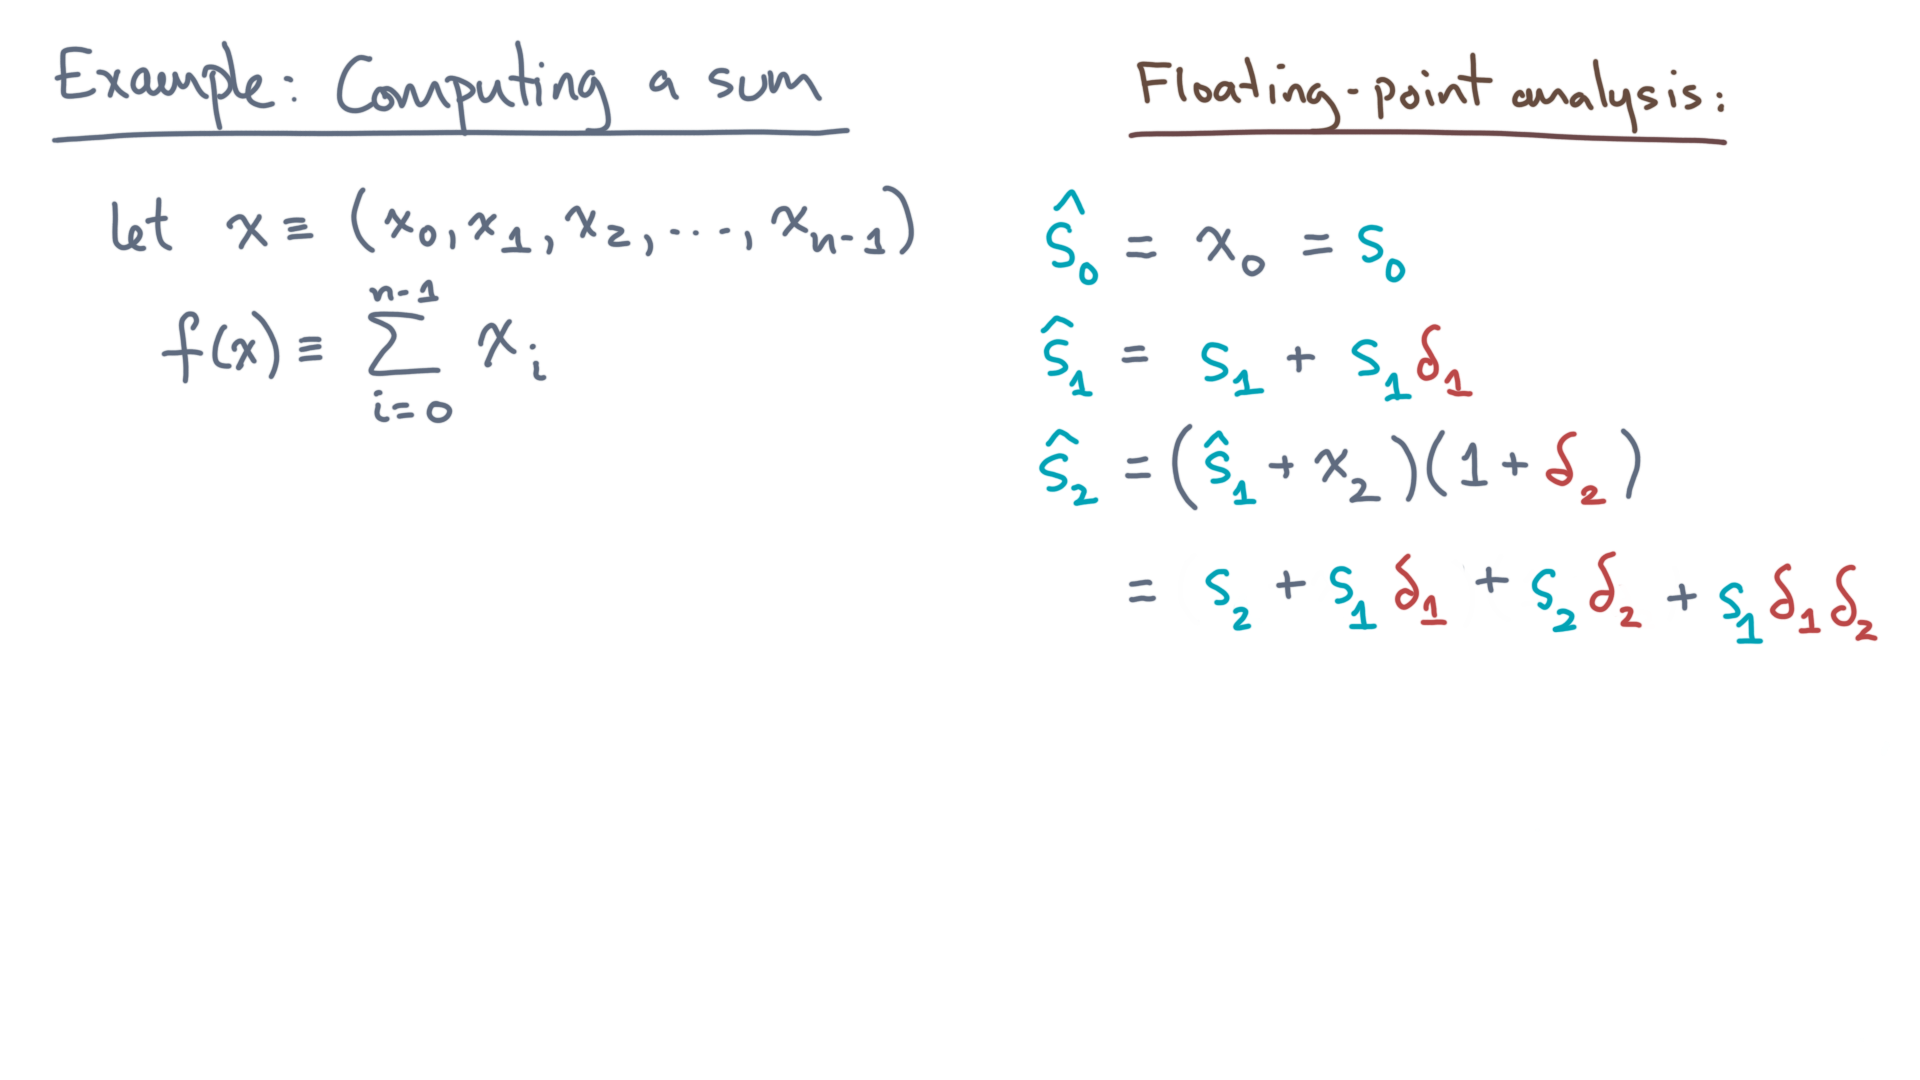 Example: Computing a sum
let x ≡ (x₀, x₁, x₂, ..., xₙ₋₁)
n-1
f(x) ≡ ∑ xᵢ
i=0
Floating-point analysis:
ŝ₀ = x₀ = s₀
ŝ₁ = s₁ + s₁δ₁
ŝ₂ = (ŝ₁ + x₂)(1 + δ₂)
= s₂ + s₁δ₁ + s₂δ₂ + s₁δ₁δ₂